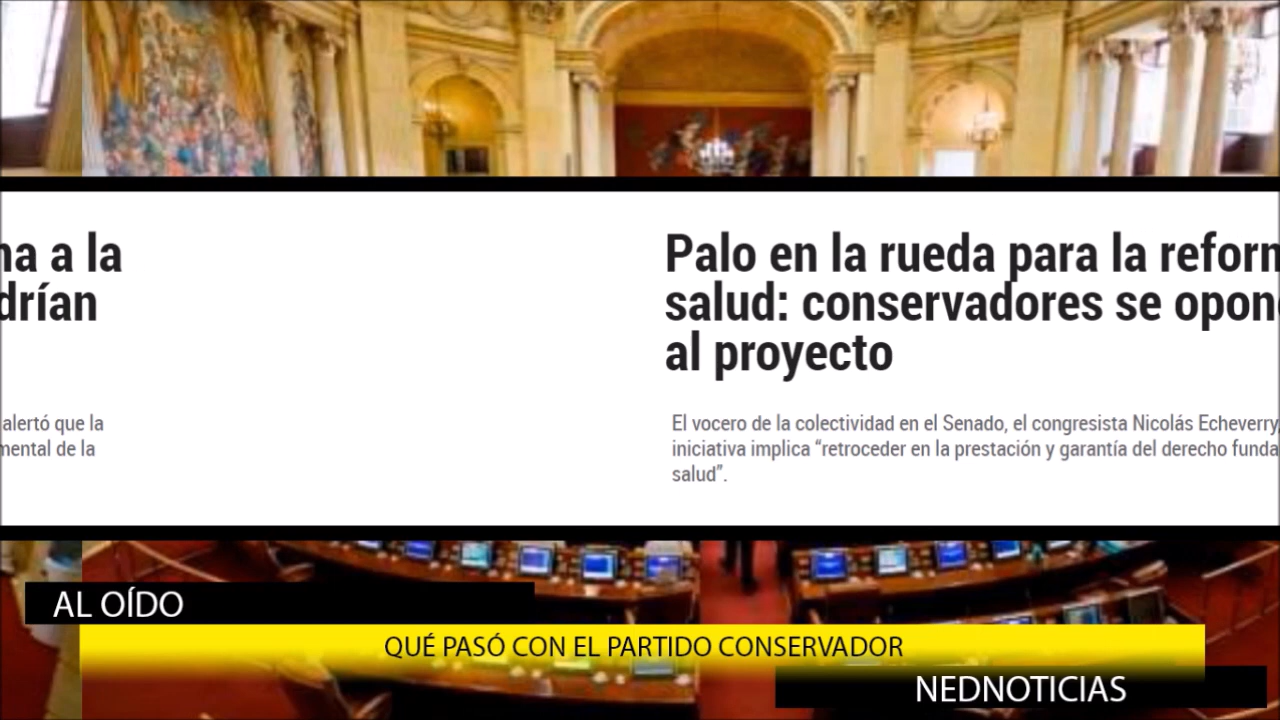 na a la
drían
alertó que la
mental de la
Palo en la rueda para la reform
salud: conservadores se opon
al proyecto
El vocero de la colectividad en el Senado, el congresista Nicolás Echeverry,
iniciativa implica “retroceder en la prestación y garantía del derecho funda
salud”.
AL OÍDO
QUÉ PASÓ CON EL PARTIDO CONSERVADOR
NEDNOTICIAS